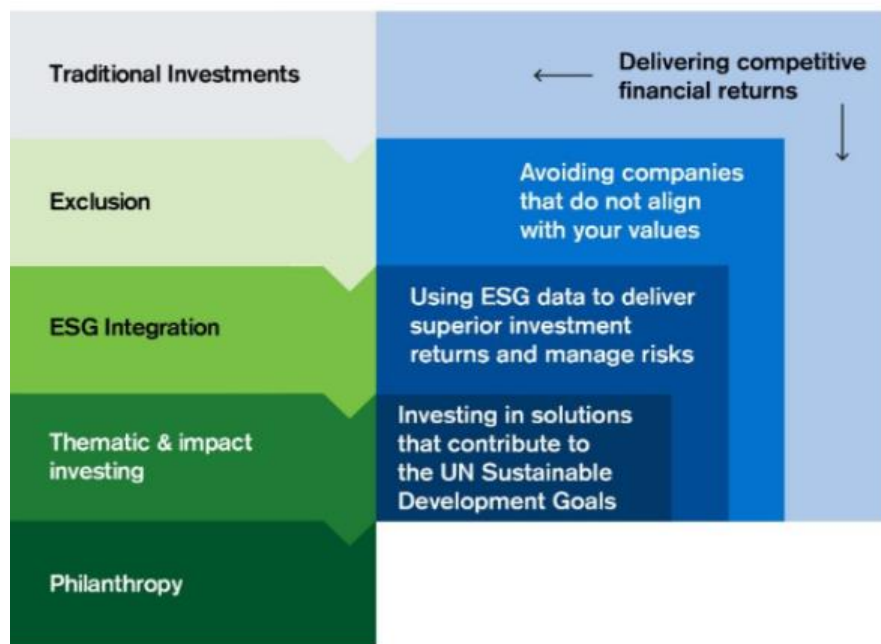 Traditional Investments
Delivering competitive
financial returns
Exclusion
Avoiding companies
that do not align
with your values
ESG Integration
Using ESG data to deliver
superior investment
returns and manage risks
Thematic & impact
investing
Investing in solutions
that contribute to
the UN Sustainable
Development Goals
Philanthropy